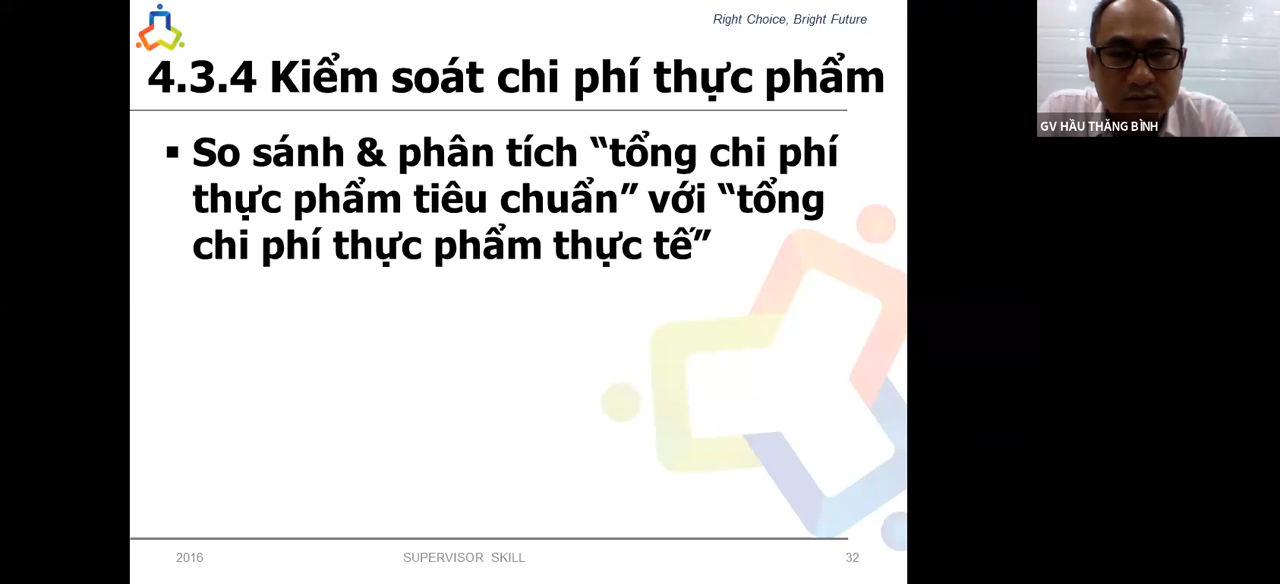 Right Choice, Bright Future
4.3.4 Kiểm soát chi phí thực phẩm
▪ So sánh & phân tích “tổng chi phí
thực phẩm tiêu chuẩn” với “tổng
chi phí thực phẩm thực tế”
GV HẦU THĂNG BÌNH
2016 SUPERVISOR SKILL 32